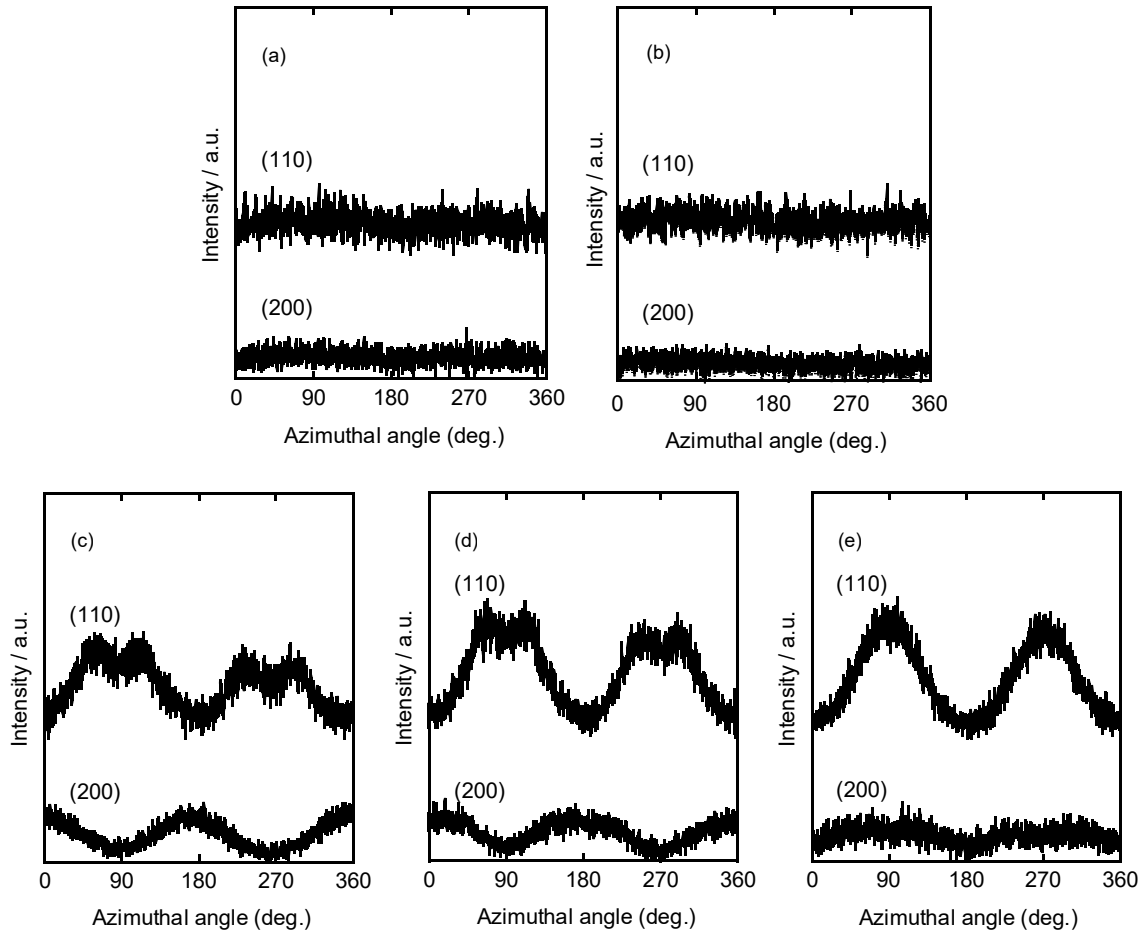 (a)
(110)
(200)
Intensity / a.u.
0 90 180 270 360
Azimuthal angle (deg.)
(b)
(110)
(200)
Intensity / a.u.
0 90 180 270 360
Azimuthal angle (deg.)
(c)
(110)
(200)
Intensity / a.u.
0 90 180 270 360
Azimuthal angle (deg.)
(d)
(110)
(200)
Intensity / a.u.
0 90 180 270 360
Azimuthal angle (deg.)
(e)
(110)
(200)
Intensity / a.u.
0 90 180 270 360
Azimuthal angle (deg.)